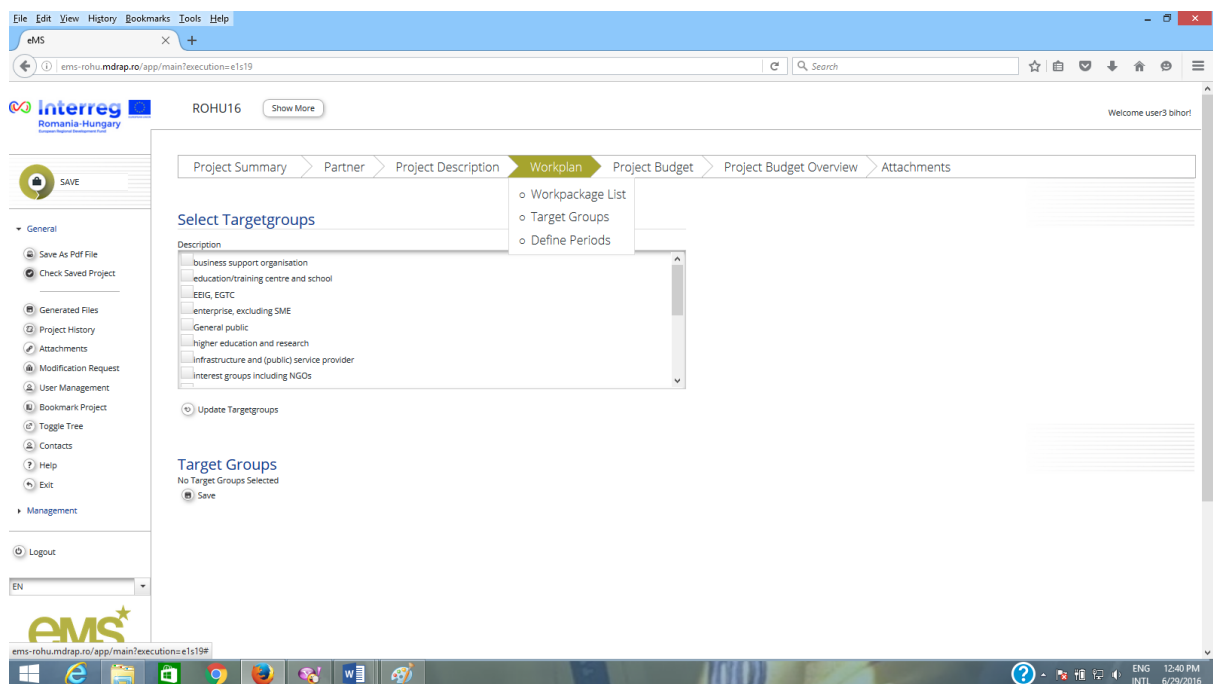 File Edit View History Bookmarks Tools Help
eMS
ems-rohu.mdrap.ro/app/main?execution=e1s19
Search
Interreg
Romania-Hungary
European Regional Development Fund
ROHU16 Show More
Welcome user3 bihor!
Project Summary Partner Project Description Workplan Project Budget Project Budget Overview Attachments
Workpackage List
Target Groups
Define Periods
SAVE
General
Save As Pdf File
Check Saved Project
Generated Files
Project History
Attachments
Modification Request
User Management
Bookmark Project
Toggle Tree
Contacts
Help
Exit
Management
Logout
EN
eMS
Select Targetgroups
Description
business support organisation
education/training centre and school
EEIG, EGTC
enterprise, excluding SME
General public
higher education and research
infrastructure and (public) service provider
interest groups including NGOs
Update Targetgroups
Target Groups
No Target Groups Selected
Save
ems-rohu.mdrap.ro/app/main?execution=e1s19#
ENG 12:40 PM
INTL 6/29/2016